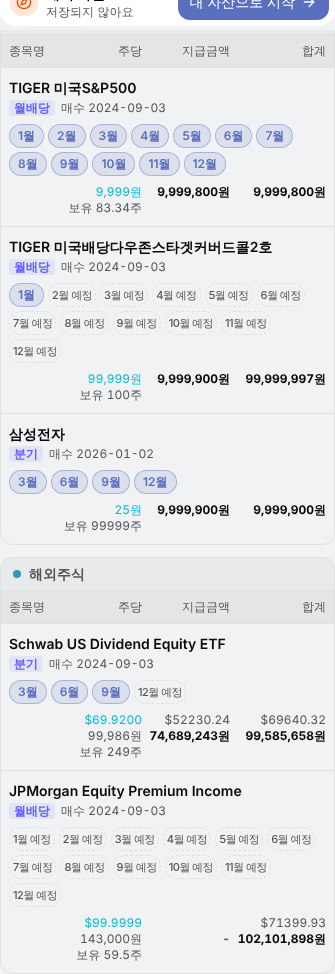 저장되지 않아요
내 자산으로 시작 →
종목명 주당 지급금액 합계
TIGER 미국S&P500
월배당 매수 2024-09-03
1월 2월 3월 4월 5월 6월 7월
8월 9월 10월 11월 12월
9,999원 9,999,800원 9,999,800원
보유 83.34주
TIGER 미국배당다우존스타겟커버드콜2호
월배당 매수 2024-09-03
1월 2월 예정 3월 예정 4월 예정 5월 예정 6월 예정
7월 예정 8월 예정 9월 예정 10월 예정 11월 예정
12월 예정
99,999원 9,999,900원 99,999,997원
보유 100주
삼성전자
분기 매수 2026-01-02
3월 6월 9월 12월
25원 9,999,900원 9,999,900원
보유 99999주
해외주식
종목명 주당 지급금액 합계
Schwab US Dividend Equity ETF
분기 매수 2024-09-03
3월 6월 9월 12월 예정
$69.9200 $52230.24 $69640.32
99,986원 74,689,243원 99,585,658원
보유 249주
JPMorgan Equity Premium Income
월배당 매수 2024-09-03
1월 예정 2월 예정 3월 예정 4월 예정 5월 예정 6월 예정
7월 예정 8월 예정 9월 예정 10월 예정 11월 예정
12월 예정
$99.9999 $71399.93
143,000원 - 102,101,898원
보유 59.5주